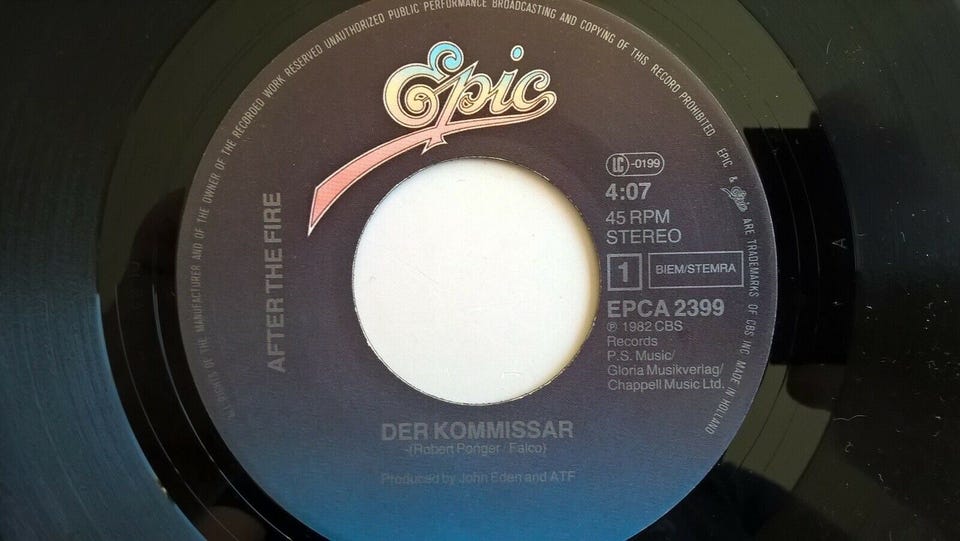 ALL RIGHTS OF THE MANUFACTURER AND OF THE OWNER OF THE RECORDED WORK RESERVED UNAUTHORIZED PUBLIC PERFORMANCE BROADCASTING AND COPYING OF THIS RECORD PROHIBITED. EPIC & Epic ARE TRADEMARKS OF CBS INC MADE IN HOLLAND
Epic
AFTER THE FIRE
LC-0199
4:07
45 RPM
STEREO
1 BIEM/STEMRA
EPCA 2399
℗ 1982 CBS
Records
P.S. Music/
Gloria Musikverlag/
Chappell Music Ltd.
DER KOMMISSAR
-(Robert Ponger / Falco)
Produced by John Eden and ATF
A